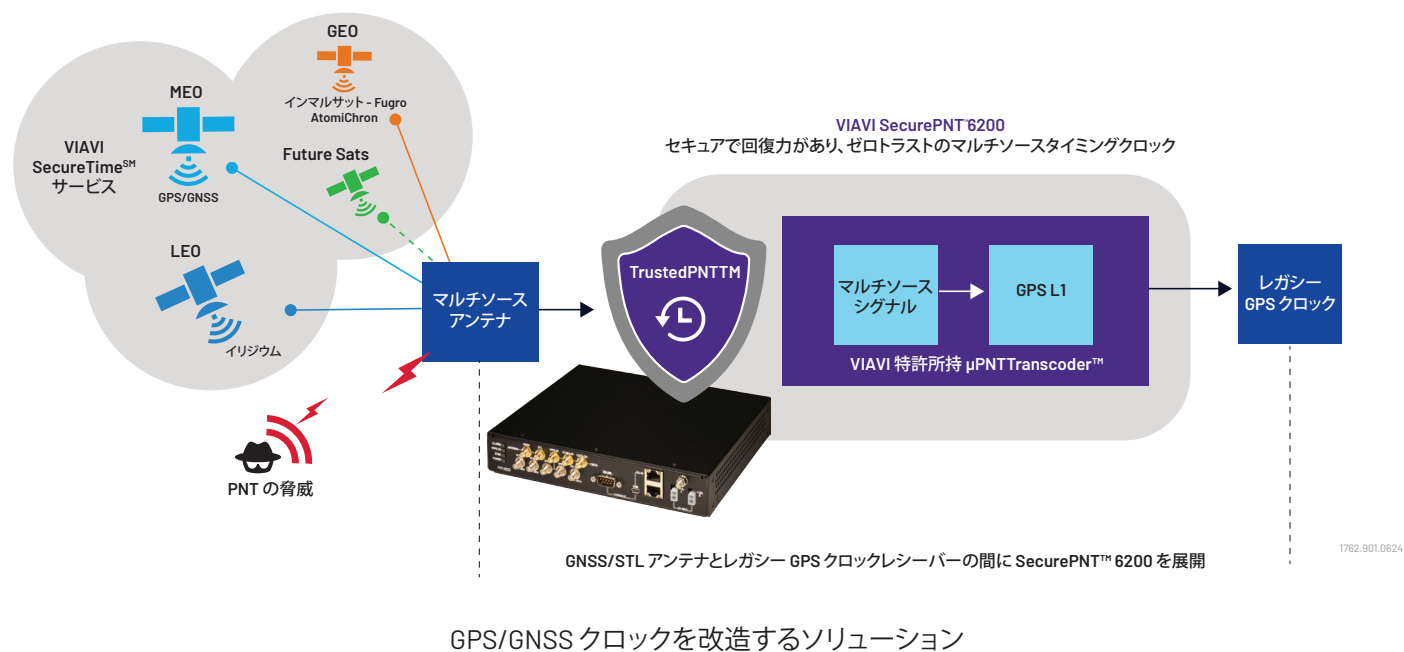 GEO
インマルサット - Fugro
AtomiChron
MEO
VIAVI
SecureTimeSM
サービス
GPS/GNSS
Future Sats
LEO
イリジウム
VIAVI SecurePNT™6200
セキュアで回復力があり、ゼロトラストのマルチソースタイミングクロック
マルチソース
アンテナ
TrustedPNTTM
マルチソース
シグナル
GPS L1
VIAVI 特許所持 µPNTTranscoder™
レガシー
GPS クロック
PNT の脅威
GNSS/STL アンテナとレガシー GPS クロックレシーバーの間に SecurePNT™ 6200 を展開
1762.901.0624
GPS/GNSS クロックを改造するソリューション